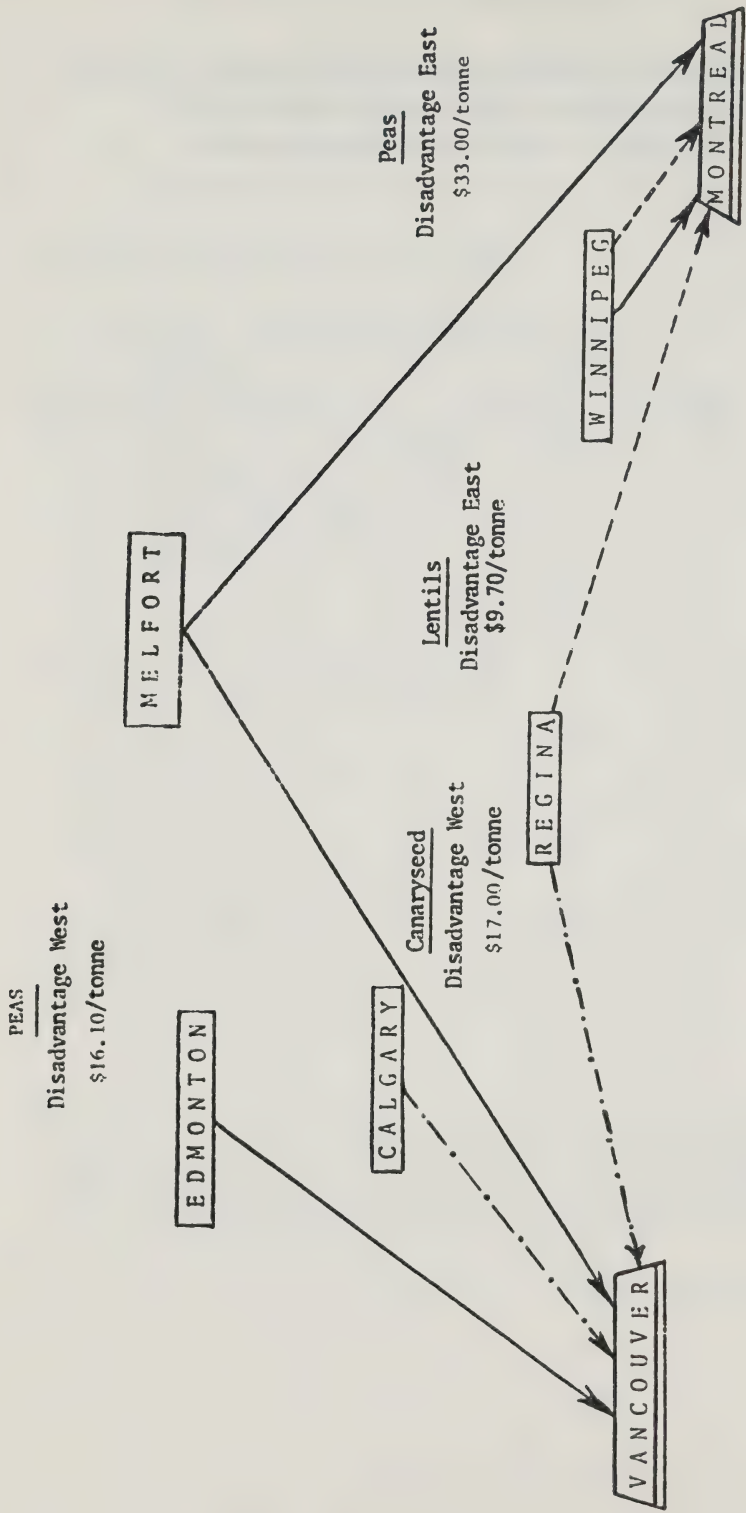 PEAS
Disadvantage West
$16.10/tonne
EDMONTON
MELFORT
Peas
Disadvantage East
$33.00/tonne
CALGARY
Canaryseed
Disadvantage West
$17.00/tonne
Lentils
Disadvantage East
$9.70/tonne
REGINA
WINNIPEG
VANCOUVER
MONTREAL